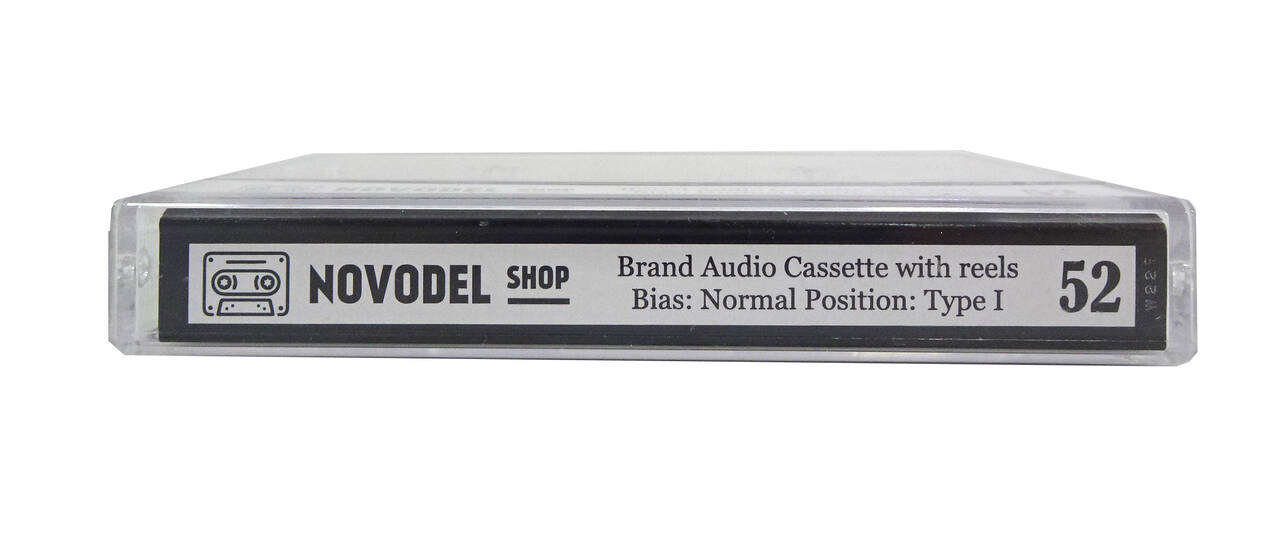 NOVODEL SHOP
Brand Audio Cassette with reels
Bias: Normal Position: Type I
52